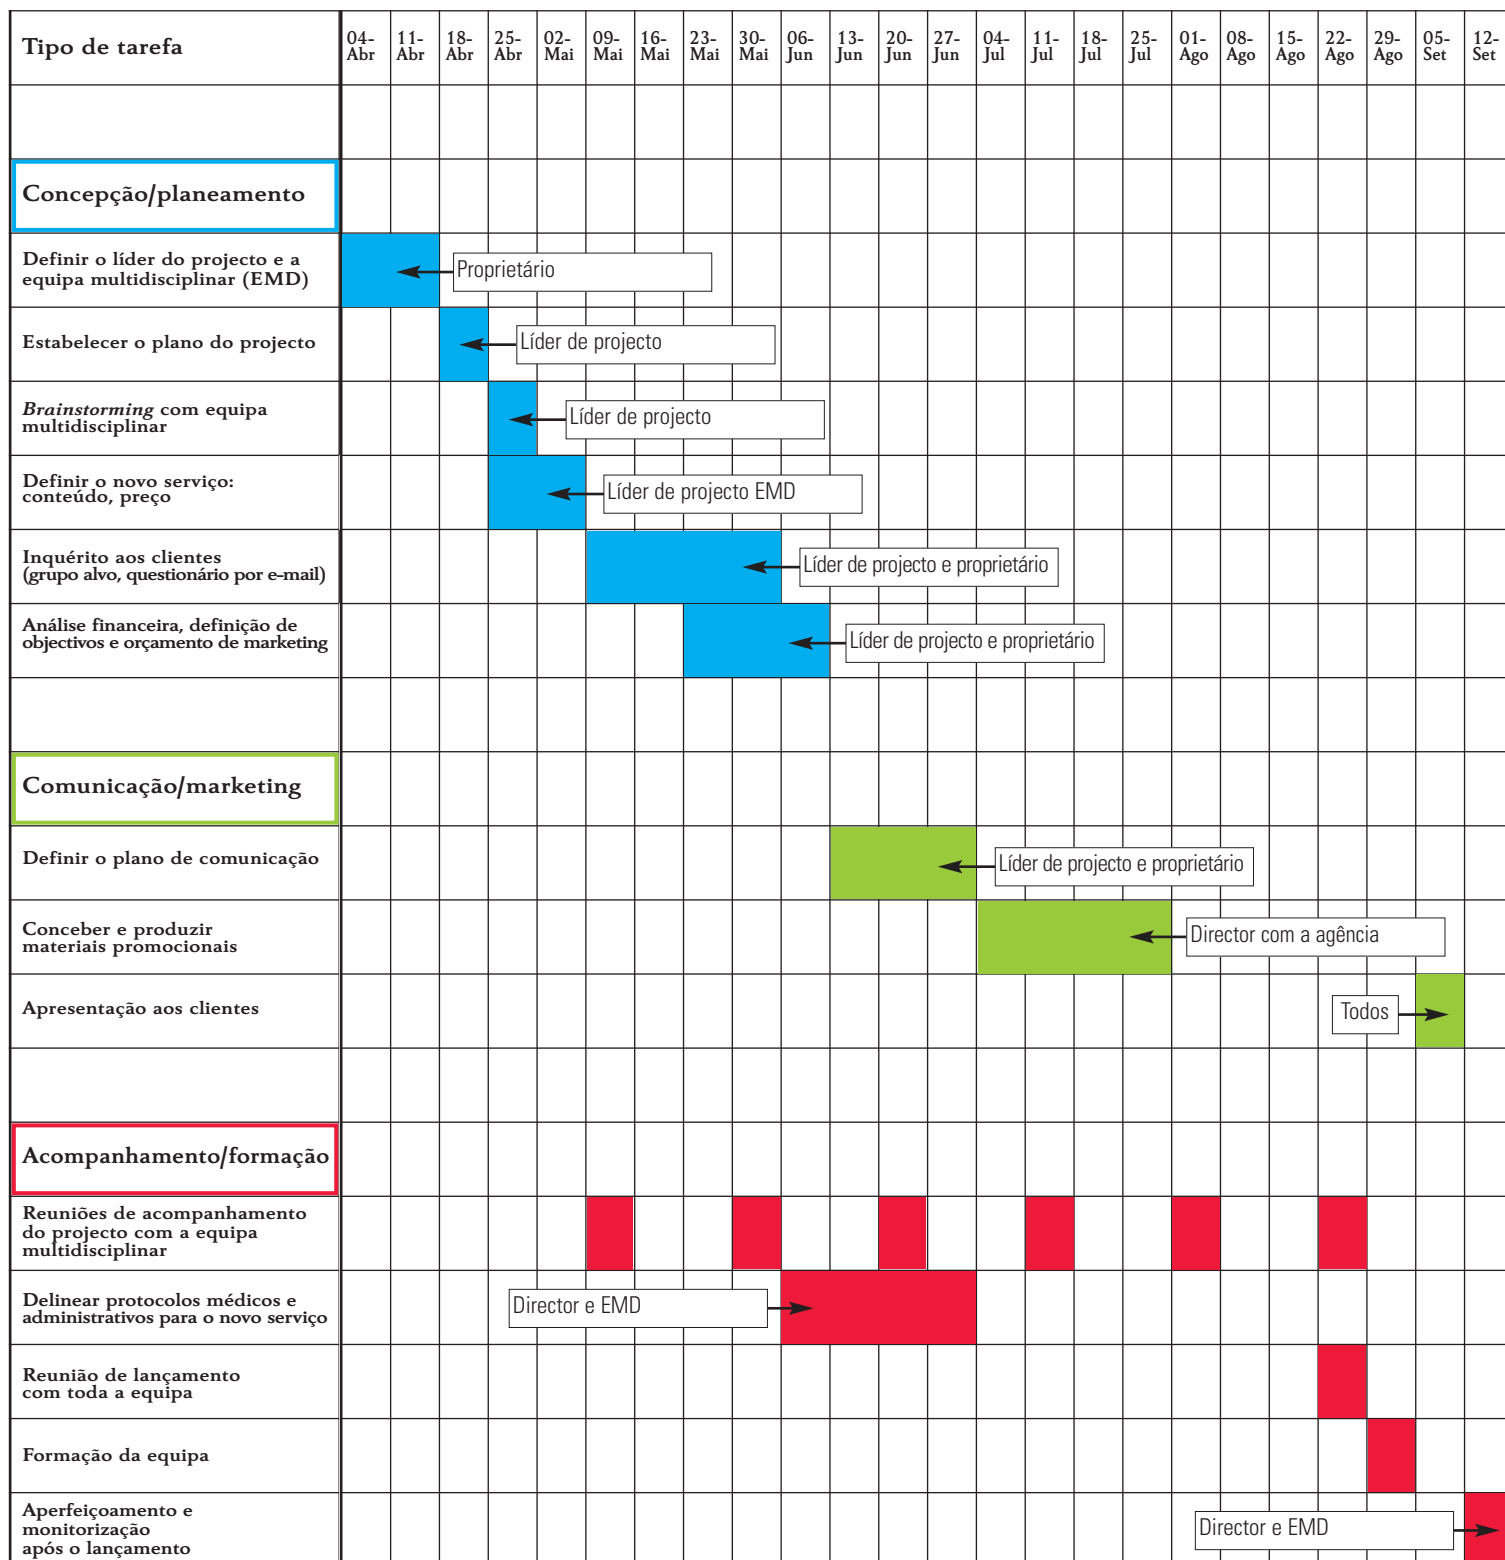 Tipo de tarefa
04-Abr 11-Abr 18-Abr 25-Abr 02-Mai 09-Mai 16-Mai 23-Mai 30-Mai 06-Jun 13-Jun 20-Jun 27-Jun 04-Jul 11-Jul 18-Jul 25-Jul 01-Ago 08-Ago 15-Ago 22-Ago 29-Ago 05-Set 12-Set
Concepção/planeamento
Definir o líder do projecto e a
equipa multidisciplinar (EMD)
Proprietário
Estabelecer o plano do projecto
Líder de projecto
Brainstorming com equipa
multidisciplinar
Líder de projecto
Definir o novo serviço:
conteúdo, preço
Líder de projecto EMD
Inquérito aos clientes
(grupo alvo, questionário por e-mail)
Líder de projecto e proprietário
Análise financeira, definição de
objectivos e orçamento de marketing
Líder de projecto e proprietário
Comunicação/marketing
Definir o plano de comunicação
Líder de projecto e proprietário
Conceber e produzir
materiais promocionais
Director com a agência
Apresentação aos clientes
Todos
Acompanhamento/formação
Reuniões de acompanhamento
do projecto com a equipa
multidisciplinar
Delinear protocolos médicos e
administrativos para o novo serviço
Director e EMD
Reunião de lançamento
com toda a equipa
Formação da equipa
Aperfeiçoamento e
monitorização
após o lançamento
Director e EMD